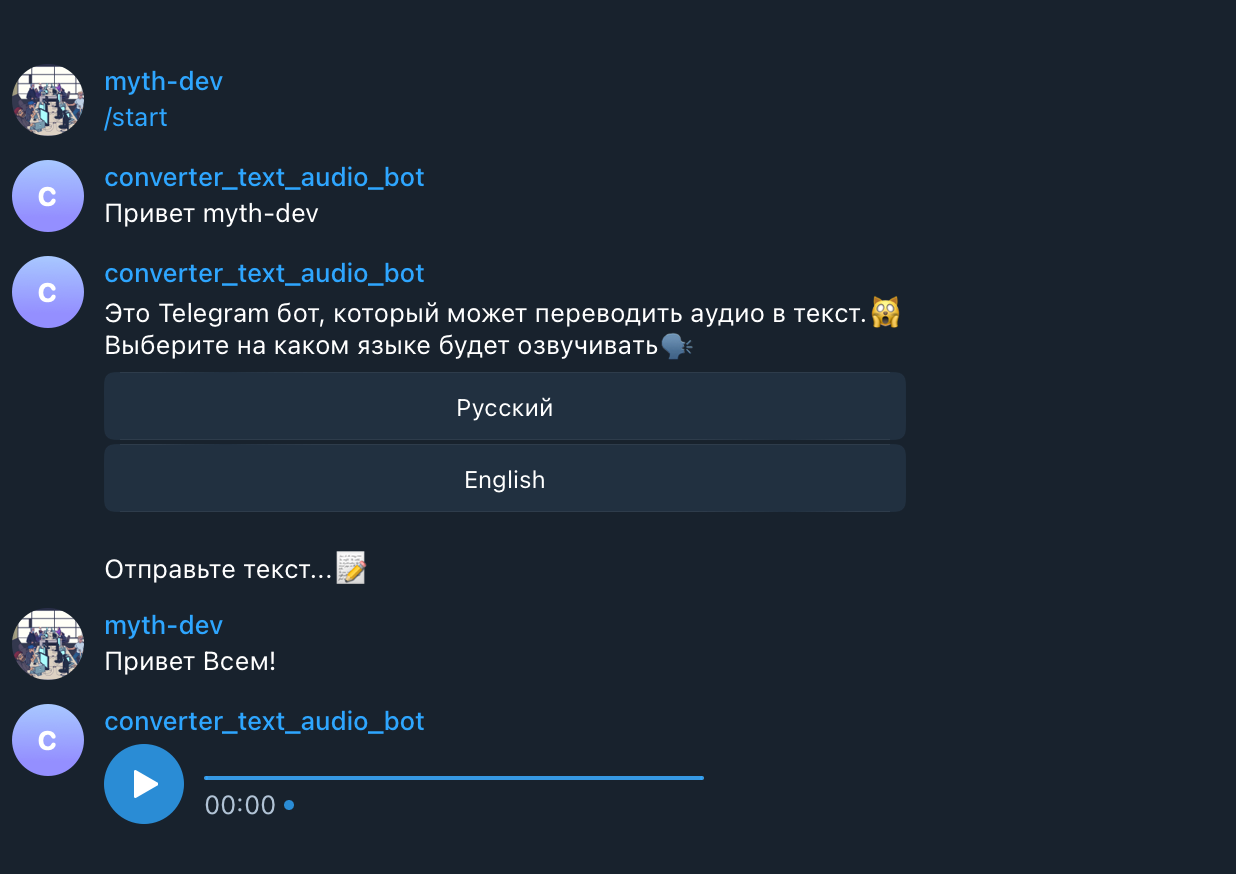 myth-dev
/start
C
converter_text_audio_bot
Привет myth-dev
C
converter_text_audio_bot
Это Telegram бот, который может переводить аудио в текст.🙀
Выберите на каком языке будет озвучивать🗣
Русский
English
Отправьте текст...📝
myth-dev
Привет Всем!
C
converter_text_audio_bot
00:00